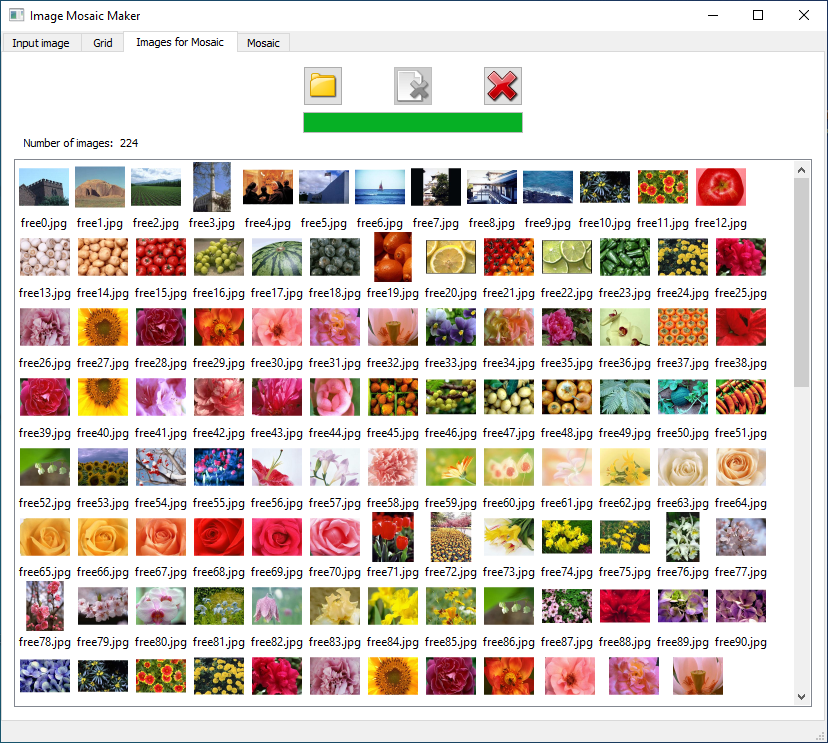 Image Mosaic Maker
Input image Grid Images for Mosaic Mosaic
Number of images: 224
free0.jpg free1.jpg free2.jpg free3.jpg free4.jpg free5.jpg free6.jpg free7.jpg free8.jpg free9.jpg free10.jpg free11.jpg free12.jpg
free13.jpg free14.jpg free15.jpg free16.jpg free17.jpg free18.jpg free19.jpg free20.jpg free21.jpg free22.jpg free23.jpg free24.jpg free25.jpg
free26.jpg free27.jpg free28.jpg free29.jpg free30.jpg free31.jpg free32.jpg free33.jpg free34.jpg free35.jpg free36.jpg free37.jpg free38.jpg
free39.jpg free40.jpg free41.jpg free42.jpg free43.jpg free44.jpg free45.jpg free46.jpg free47.jpg free48.jpg free49.jpg free50.jpg free51.jpg
free52.jpg free53.jpg free54.jpg free55.jpg free56.jpg free57.jpg free58.jpg free59.jpg free60.jpg free61.jpg free62.jpg free63.jpg free64.jpg
free65.jpg free66.jpg free67.jpg free68.jpg free69.jpg free70.jpg free71.jpg free72.jpg free73.jpg free74.jpg free75.jpg free76.jpg free77.jpg
free78.jpg free79.jpg free80.jpg free81.jpg free82.jpg free83.jpg free84.jpg free85.jpg free86.jpg free87.jpg free88.jpg free89.jpg free90.jpg